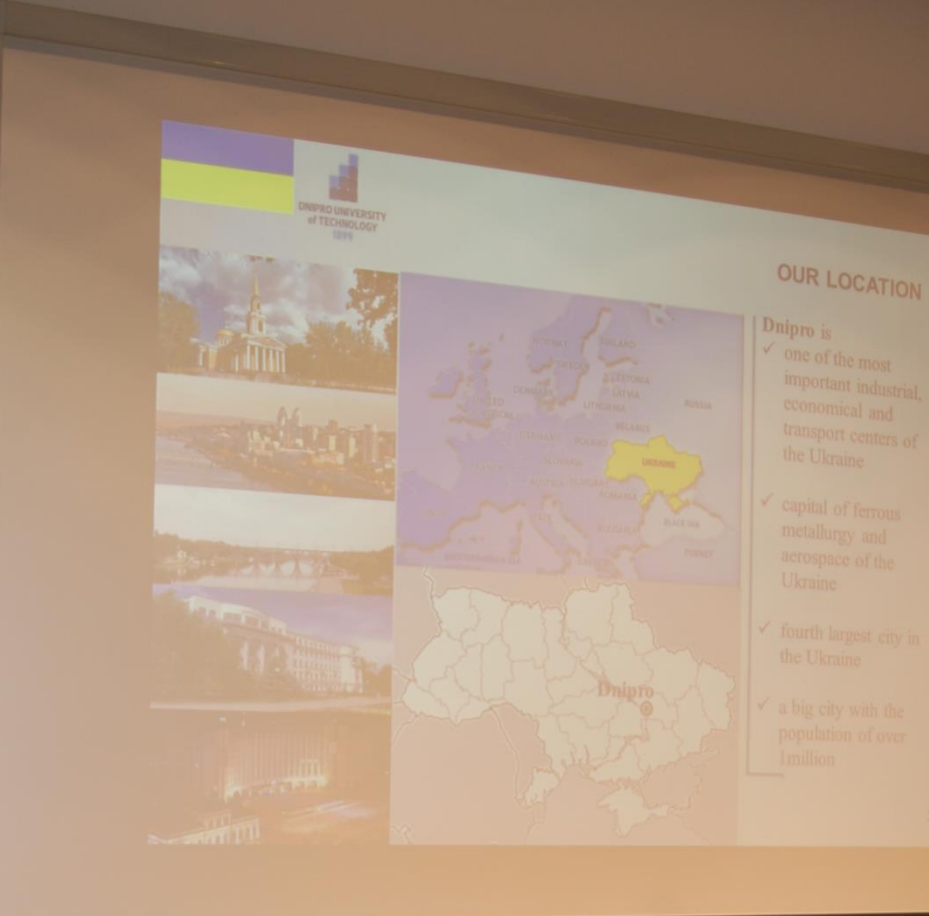 DNIPRO UNIVERSITY
of TECHNOLOGY
1899
OUR LOCATION
Dnipro is
✓ one of the most
important industrial,
economical and
transport centers of
the Ukraine
✓ capital of ferrous
metallurgy and
aerospace of the
Ukraine
✓ fourth largest city in
the Ukraine
✓ a big city with the
population of over
1million
NORWAY
FINLAND
ESTONIA
LATVIA
LITHUANIA
RUSSIA
BELARUS
POLAND
UKRAINE
ROMANIA
BULGARIA
BLACK SEA
TURKEY
Dnipro